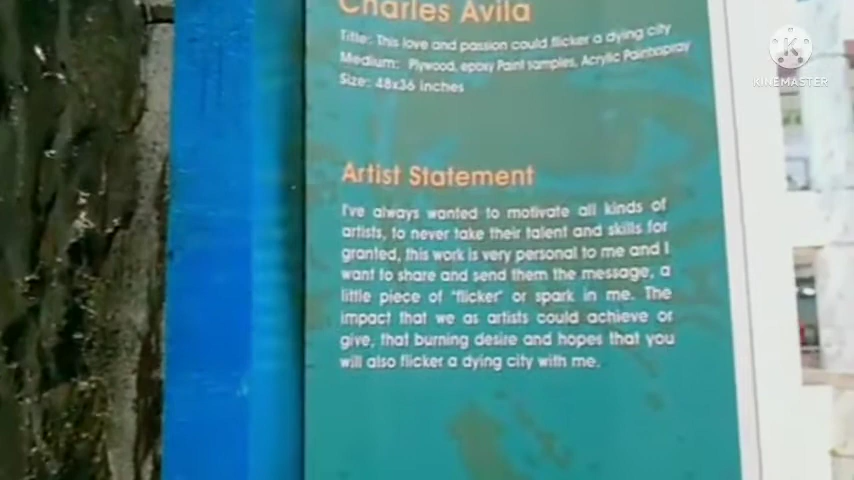 Charles Avila
Title: This love and passion could flicker a dying city
Medium: Plywood, epoxy Paint samples, Acrylic Paintspray
Size: 48x36 inches
Artist Statement
I've always wanted to motivate all kinds of
artists, to never take their talent and skills for
granted, this work is very personal to me and I
want to share and send them the message, a
little piece of "flicker" or spark in me. The
impact that we as artists could achieve or
give, that burning desire and hopes that you
will also flicker a dying city with me.
K
KINEMASTER